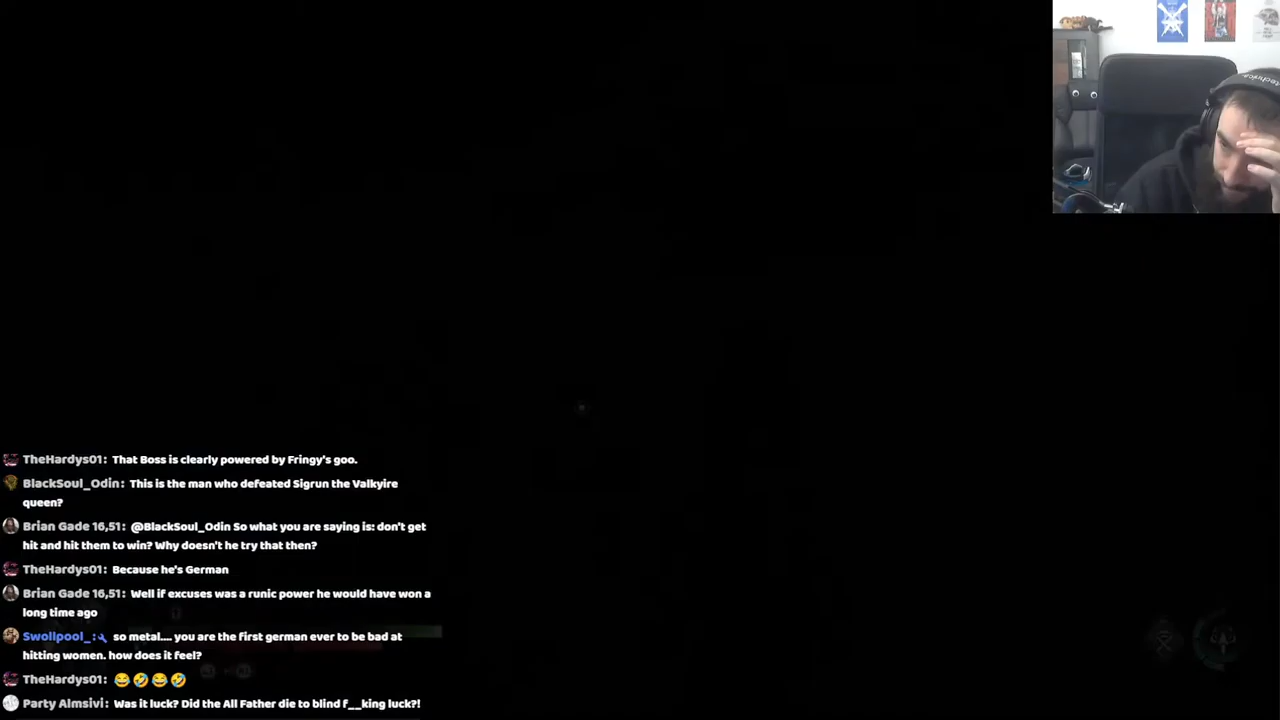 technics
TheHardys01: That Boss is clearly powered by Fringy's goo.
BlackSoul_Odin: This is the man who defeated Sigrun the Valkyire
queen?
Brian Gade 16,51: @BlackSoul_Odin So what you are saying is: don't get
hit and hit them to win? Why doesn't he try that then?
TheHardys01: Because he's German
Brian Gade 16,51: Well if excuses was a runic power he would have won a
long time ago
Swollpool_: so metal.... you are the first german ever to be bad at
hitting women. how does it feel?
TheHardys01: 😂🤣😂🤣
Party Almsivi: Was it luck? Did the All Father die to blind f__king luck?!